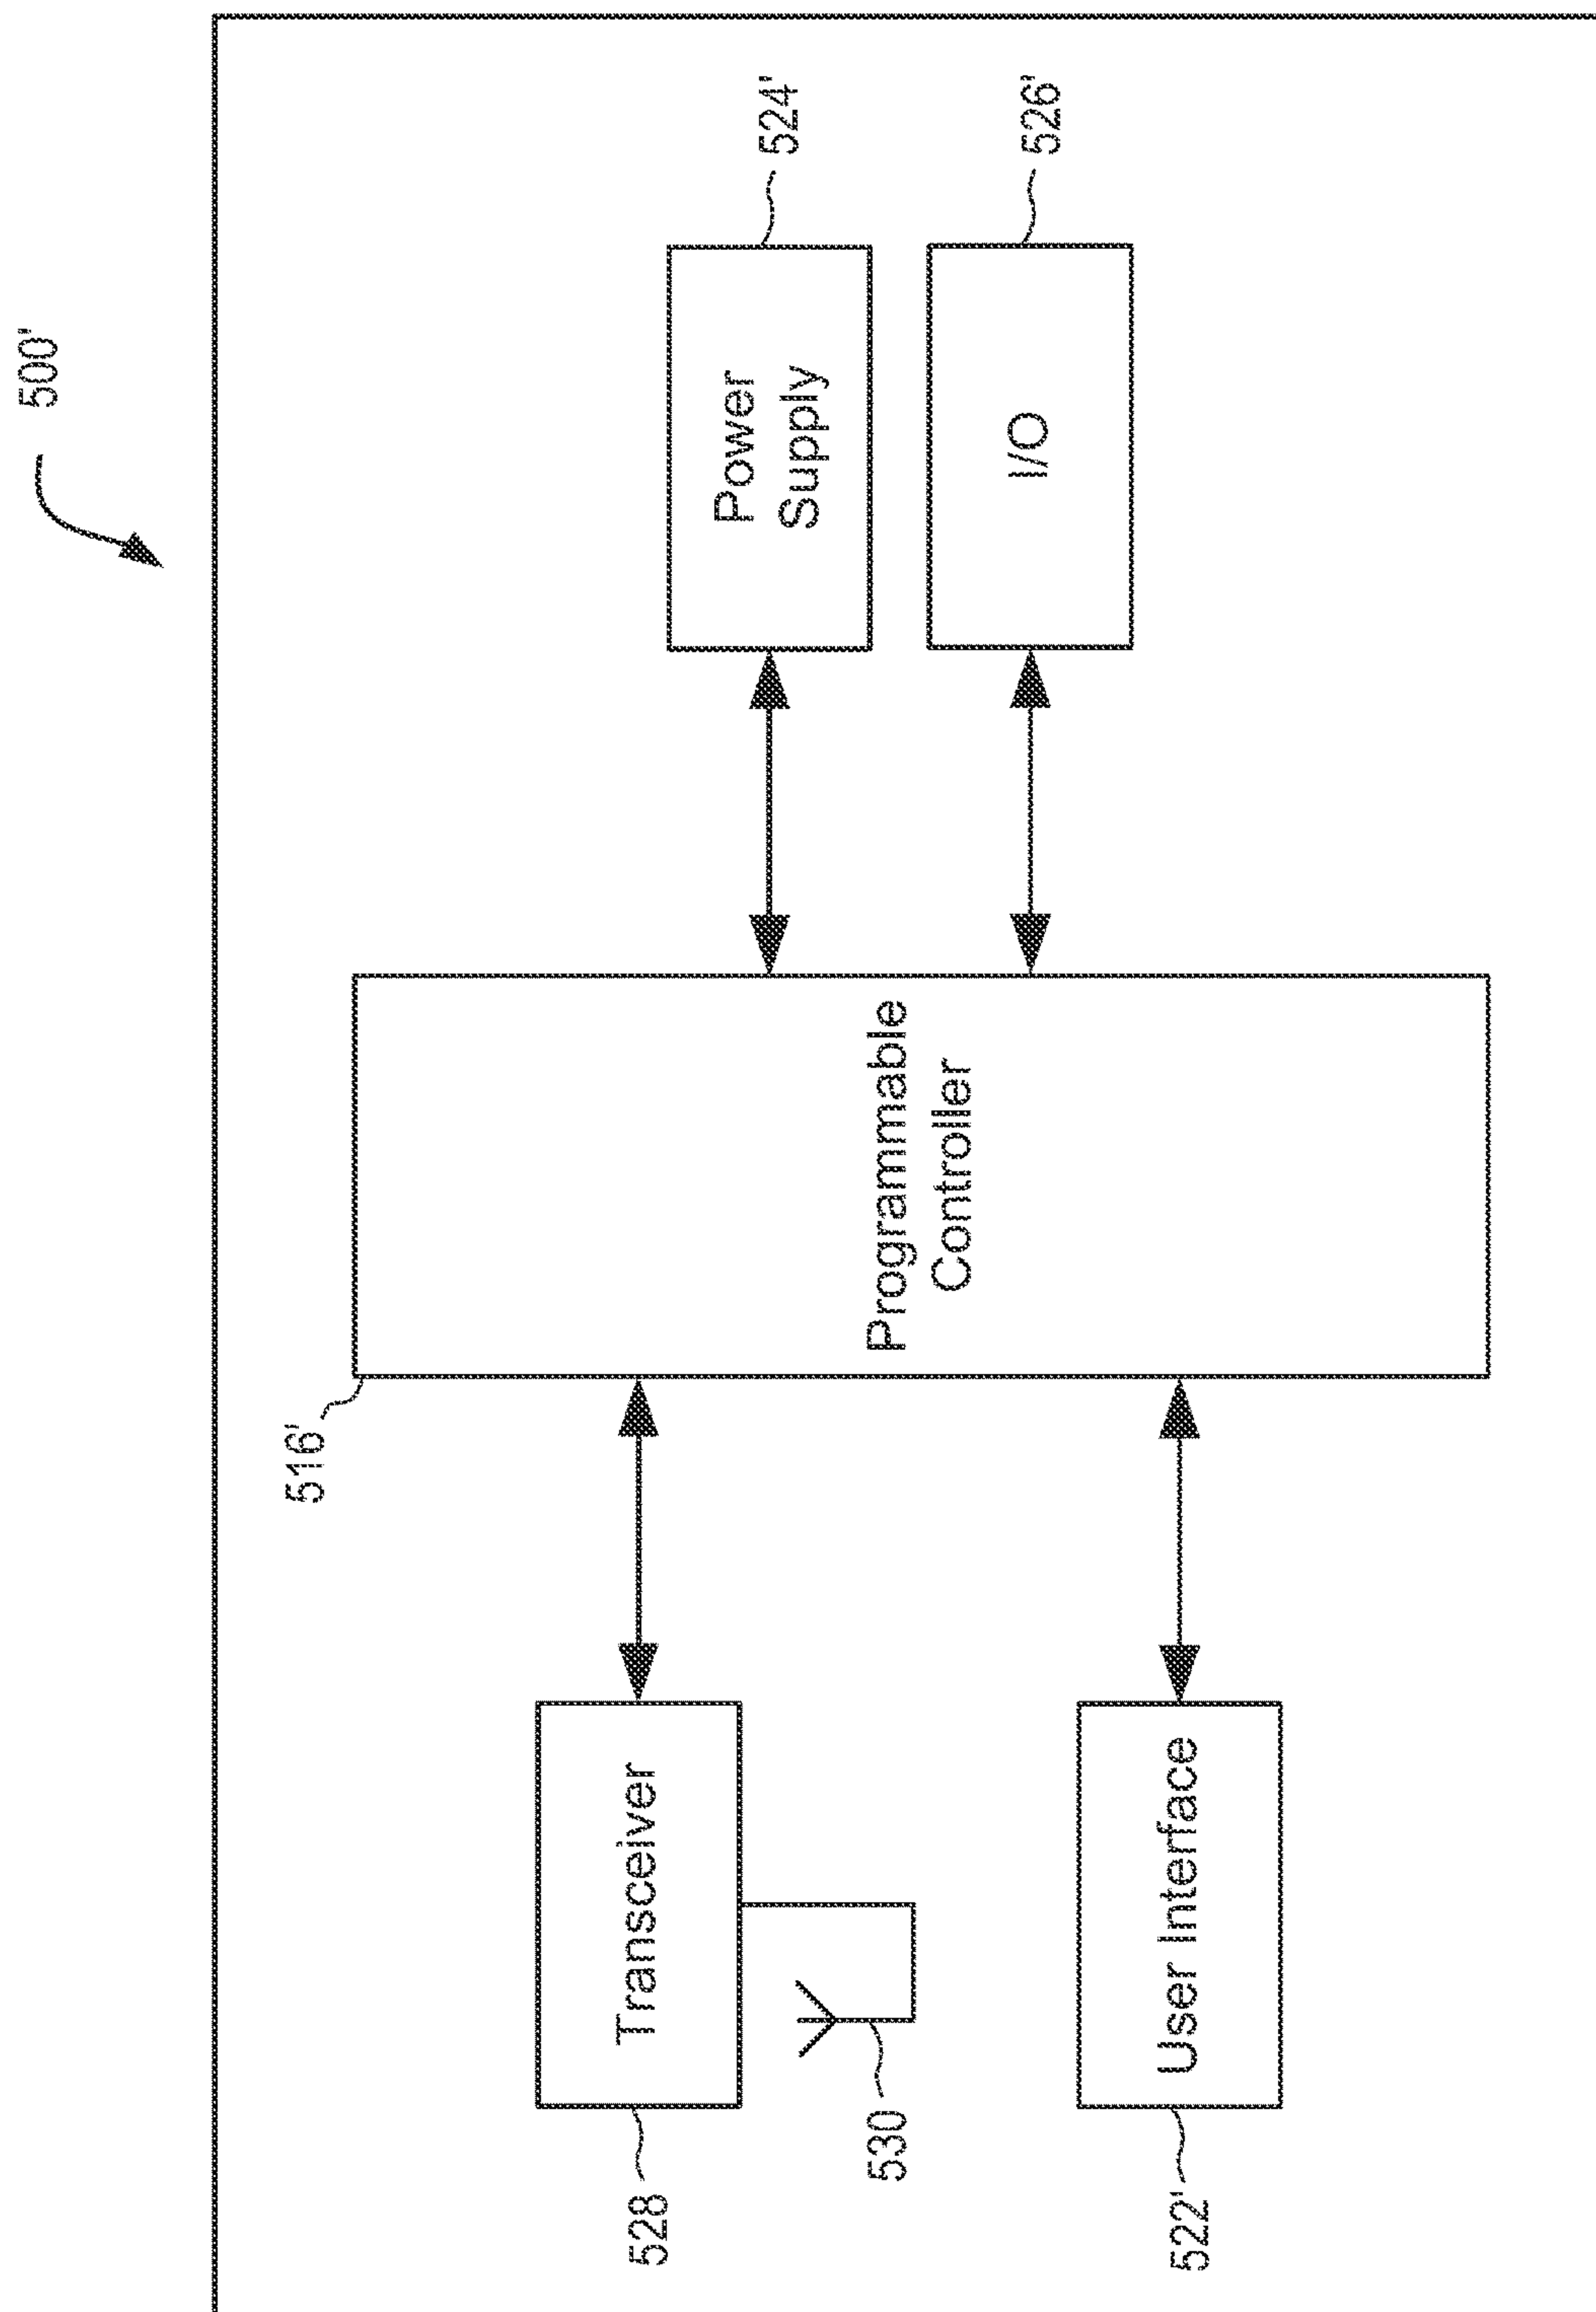 500'
516'
528
Transceiver
530
Programmable
Controller
Power
Supply
524'
I/O
526'
522'
User Interface